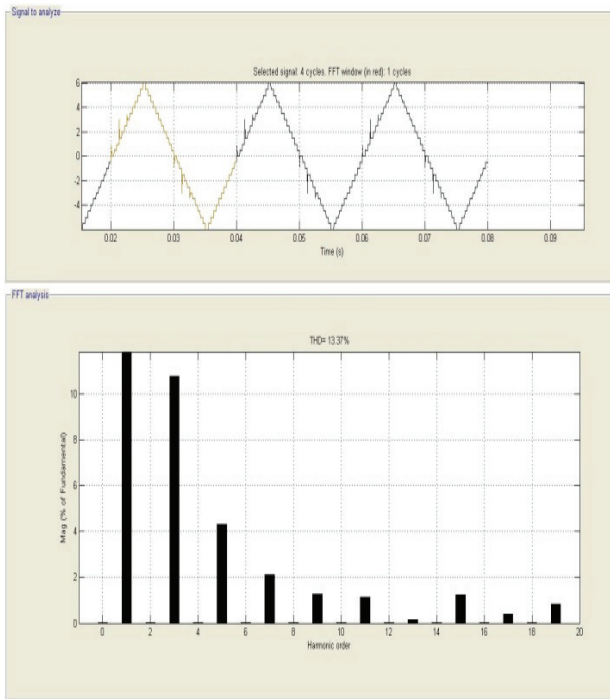 Signal to analyze
Selected signal: 4 cycles. FFT window (in red): 1 cycles
6
4
2
0
-2
-4
0.02 0.03 0.04 0.05 0.06 0.07 0.08 0.09
Time (s)
FFT analysis
THD= 13.37%
Mag (% of Fundamental)
10
8
6
4
2
0
0 2 4 6 8 10 12 14 16 18 20
Harmonic order